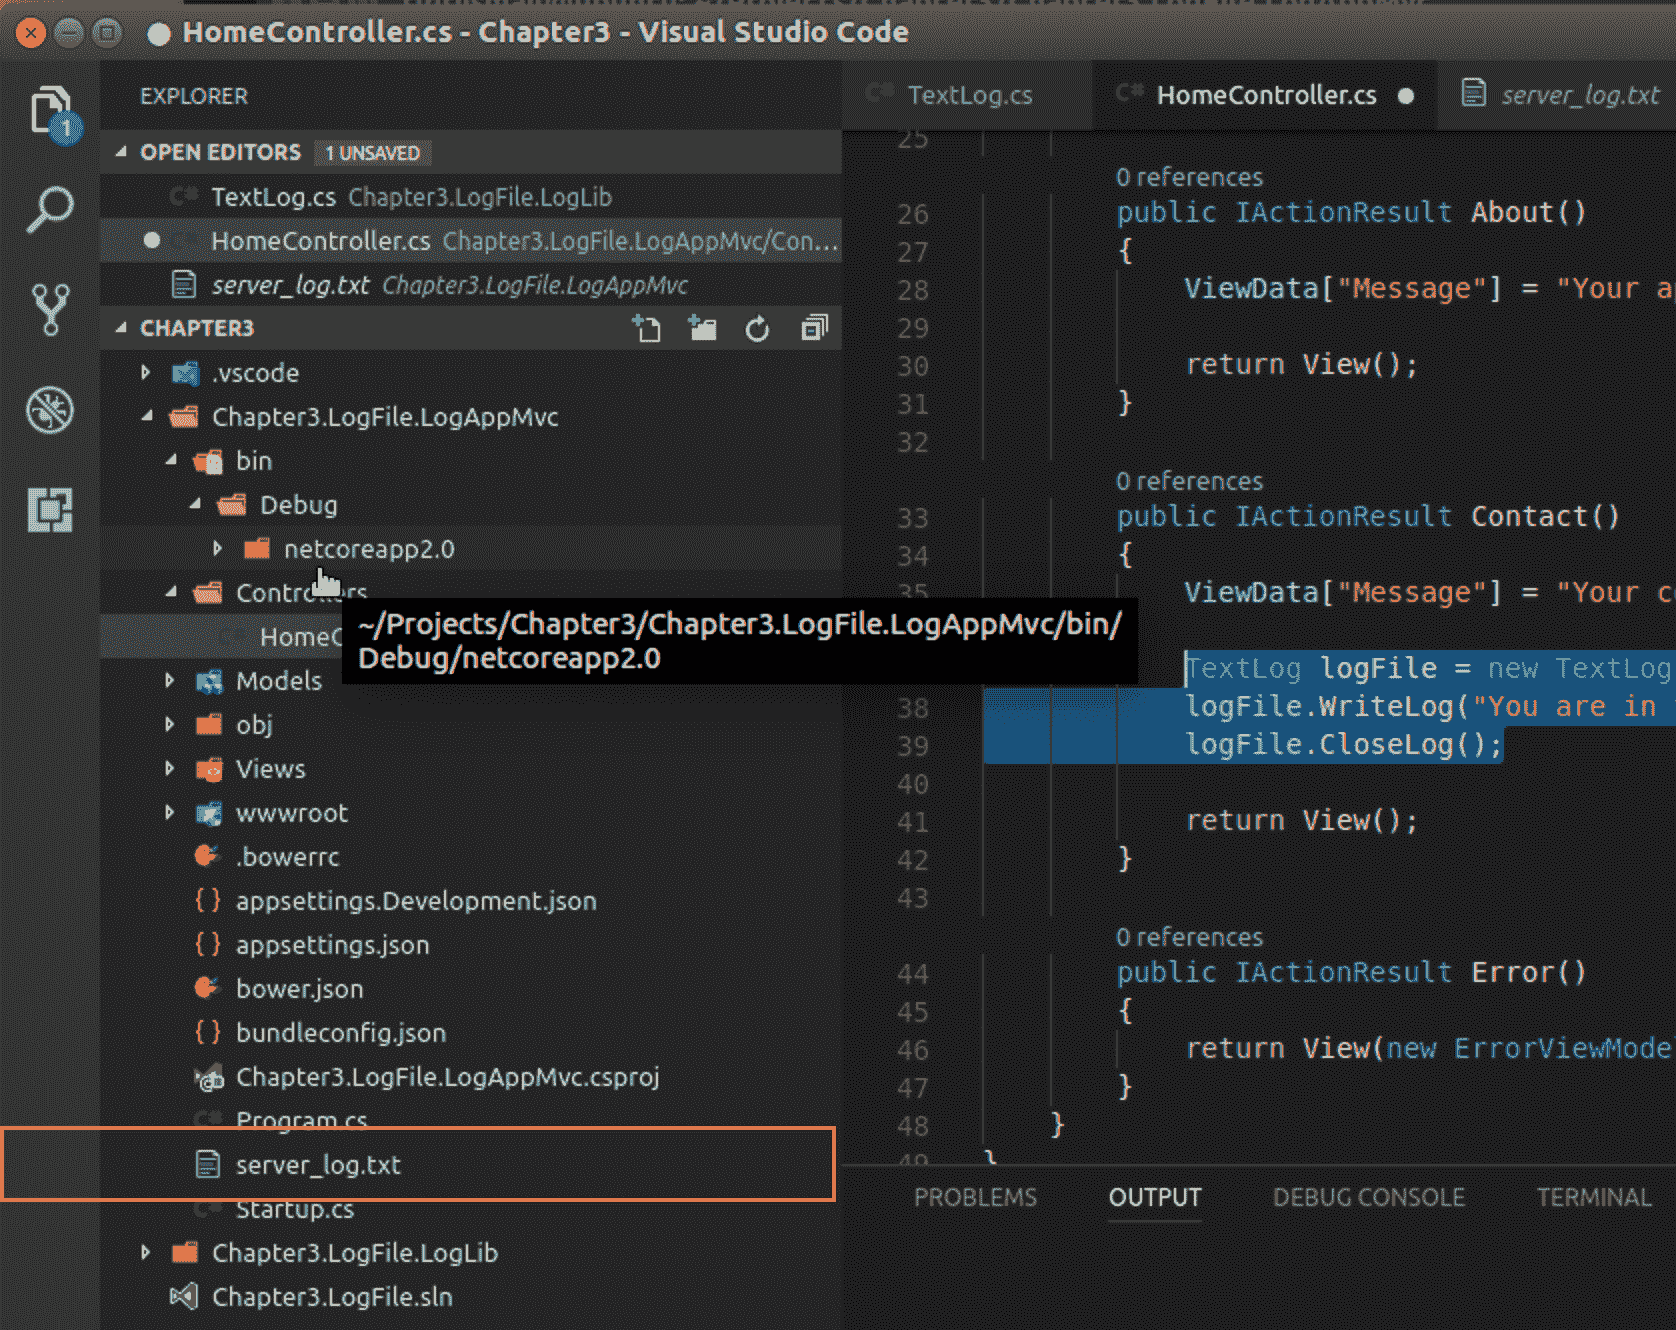 HomeController.cs - Chapter3 - Visual Studio Code
1
EXPLORER
OPEN EDITORS 1 UNSAVED
C# TextLog.cs Chapter3.LogFile.LogLib
C# HomeController.cs Chapter3.LogFile.LogAppMvc/Con...
server_log.txt Chapter3.LogFile.LogAppMvc
CHAPTER3
.vscode
Chapter3.LogFile.LogAppMvc
bin
Debug
netcoreapp2.0
Controllers
HomeC
~/Projects/Chapter3/Chapter3.LogFile.LogAppMvc/bin/
Debug/netcoreapp2.0
Models
obj
Views
wwwroot
.bowerrc
{} appsettings.Development.json
{} appsettings.json
bower.json
{} bundleconfig.json
Chapter3.LogFile.LogAppMvc.csproj
C# Program.cs
server_log.txt
C# Startup.cs
Chapter3.LogFile.LogLib
Chapter3.LogFile.sln
C# TextLog.cs
C# HomeController.cs
server_log.txt
25
0 references
26 public IActionResult About()
27 {
28 ViewData["Message"] = "Your a
29
30 return View();
31 }
32
0 references
33 public IActionResult Contact()
34 {
35 ViewData["Message"] = "Your c
TextLog logFile = new TextLog
38 logFile.WriteLog("You are in
39 logFile.CloseLog();
40
41 return View();
42 }
43
0 references
44 public IActionResult Error()
45 {
46 return View(new ErrorViewMode
47 }
48 }
49 }
PROBLEMS OUTPUT DEBUG CONSOLE TERMINAL